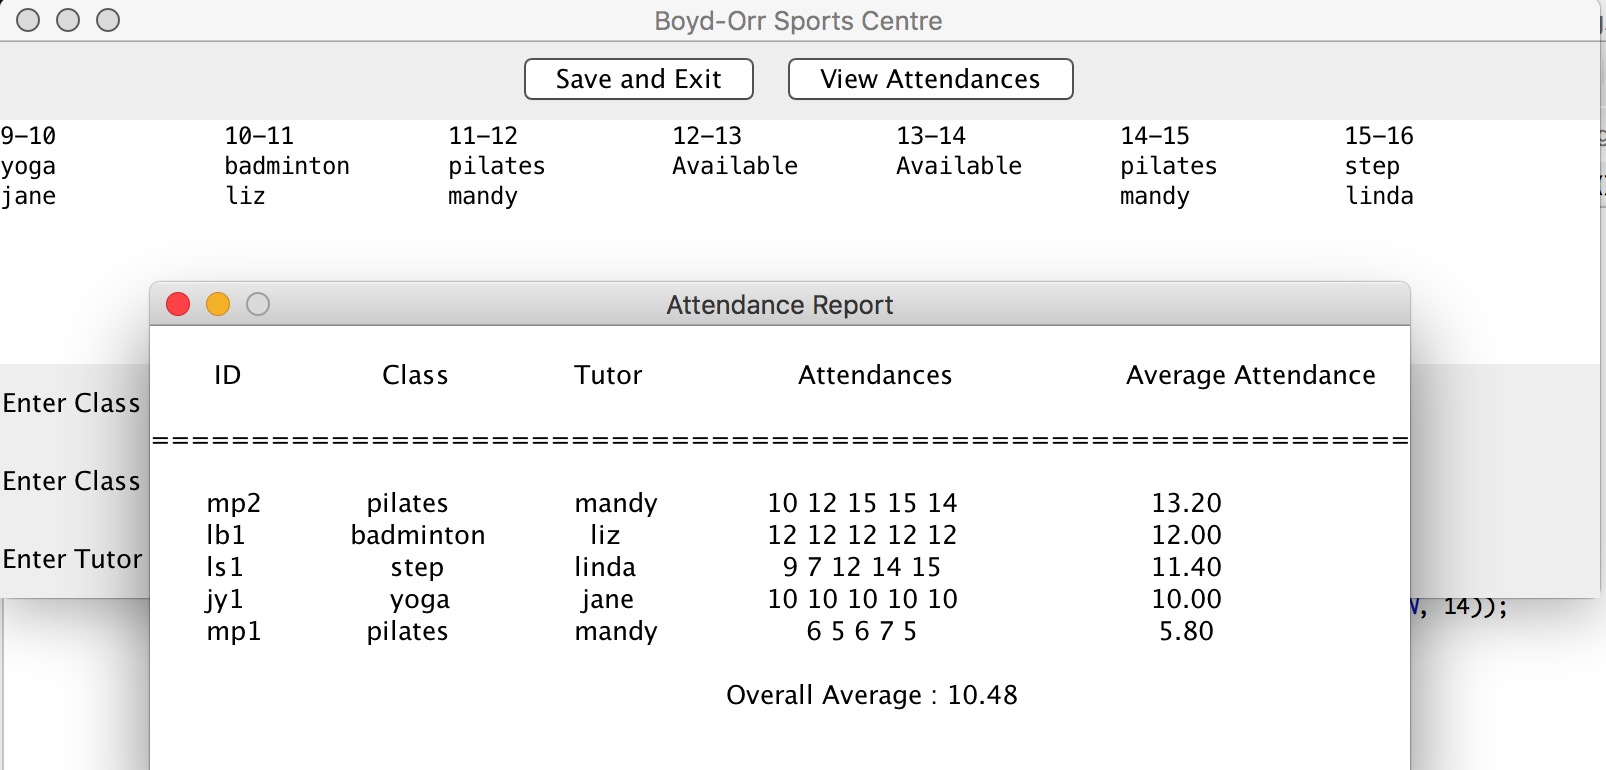 Boyd-Orr Sports Centre
Save and Exit View Attendances
9-10 10-11 11-12 12-13 13-14 14-15 15-16
yoga badminton pilates Available Available pilates step
jane liz mandy mandy linda
Attendance Report
ID Class Tutor Attendances Average Attendance
Enter Class
===============================================================
Enter Class
mp2 pilates mandy 10 12 15 15 14 13.20
lb1 badminton liz 12 12 12 12 12 12.00
Enter Tutor
ls1 step linda 9 7 12 14 15 11.40
jy1 yoga jane 10 10 10 10 10 10.00
, 14));
mp1 pilates mandy 6 5 6 7 5 5.80
Overall Average : 10.48